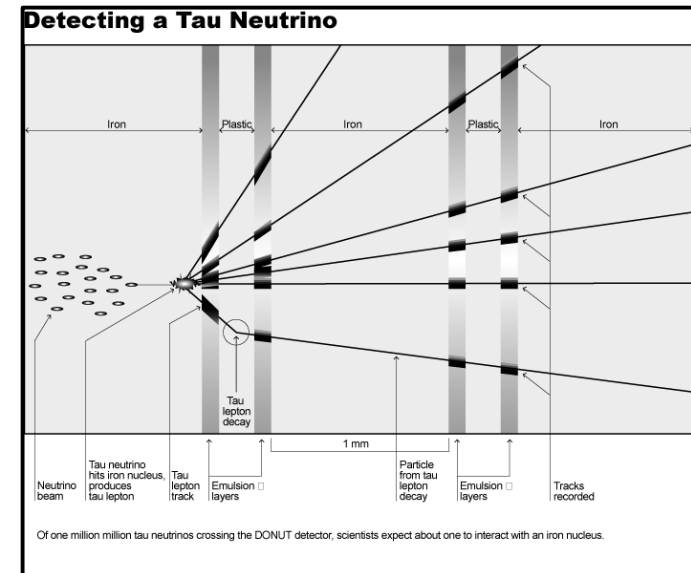 Detecting a Tau Neutrino
Iron
Plastic
Iron
Plastic
Iron
Tau
lepton
decay
1 mm
Neutrino
beam
Tau neutrino
hits iron nucleus,
produces
tau lepton
Tau
lepton
track
Emulsion □
layers
Particle
from tau
lepton
decay
Emulsion □
layers
Tracks
recorded
Of one million million tau neutrinos crossing the DONUT detector, scientists expect about one to interact with an iron nucleus.